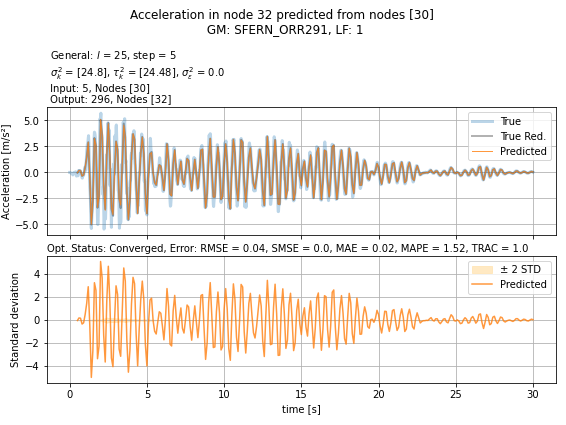 Acceleration in node 32 predicted from nodes [30]
GM: SFERN_ORR291, LF: 1
General: l = 25, step = 5
σ²ₖ = [24.8], τ²ₖ = [24.48], σ²ε = 0.0
Input: 5, Nodes [30]
Output: 296, Nodes [32]
Acceleration [m/s²]
5.0
2.5
0.0
−2.5
−5.0
True
True Red.
Predicted
Opt. Status: Converged, Error: RMSE = 0.04, SMSE = 0.0, MAE = 0.02, MAPE = 1.52, TRAC = 1.0
Standard deviation
4
2
0
−2
−4
± 2 STD
Predicted
0 5 10 15 20 25 30
time [s]